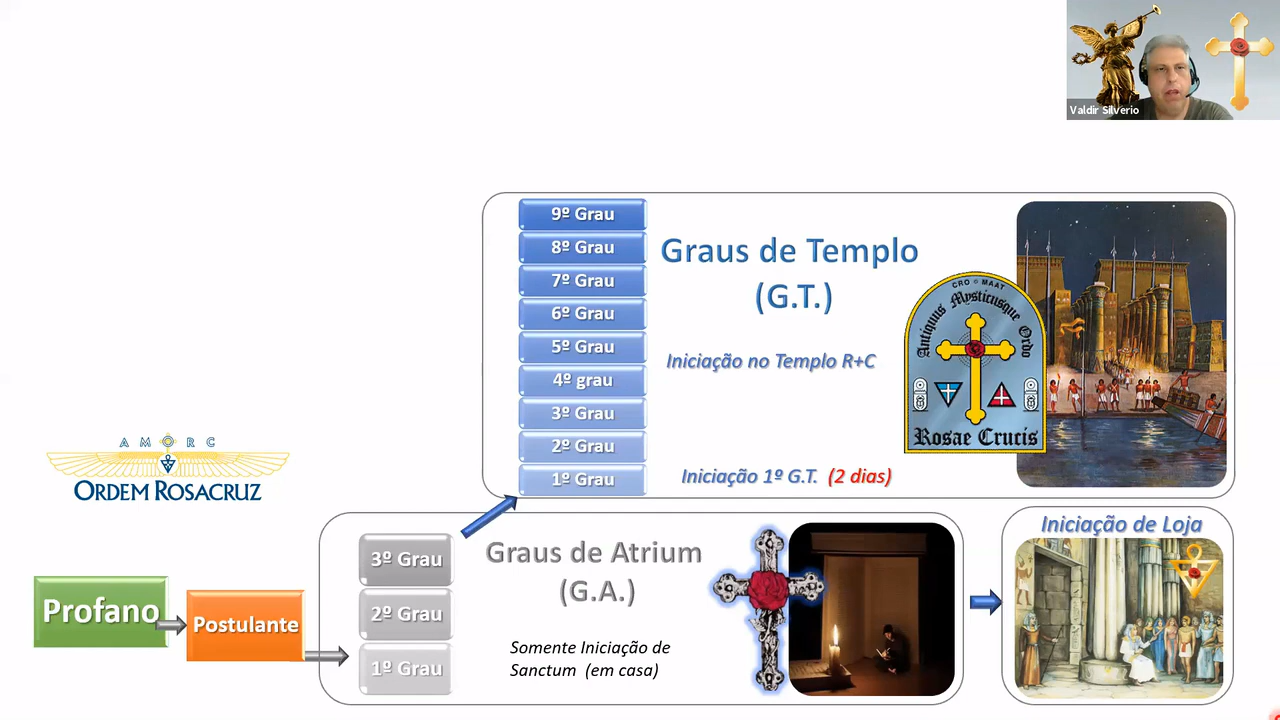 Valdir Silverio
9º Grau
8º Grau
7º Grau
6º Grau
5º Grau
4º grau
3º Grau
2º Grau
1º Grau
Graus de Templo
(G.T.)
Iniciação no Templo R+C
Iniciação 1º G.T. (2 dias)
CRO MAAT
Antiquus Mysticusque Ordo
Rosae Crucis
A M O R C
ORDEM ROSACRUZ
Profano
Postulante
3º Grau
2º Grau
1º Grau
Graus de Atrium
(G.A.)
Somente Iniciação de
Sanctum (em casa)
Iniciação de Loja